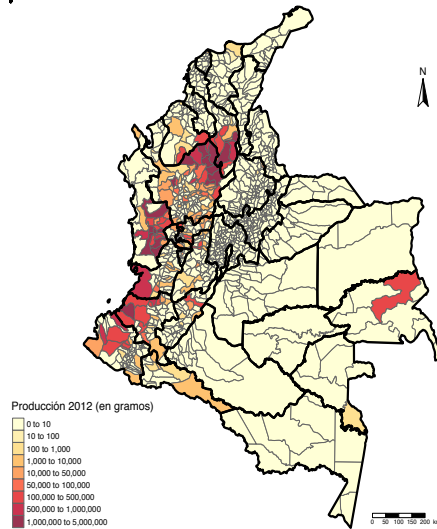 N
Producción 2012 (en gramos)
0 to 10
10 to 100
100 to 1,000
1,000 to 10,000
10,000 to 50,000
50,000 to 100,000
100,000 to 500,000
500,000 to 1,000,000
1,000,000 to 5,000,000
0 50 100 150 200 km